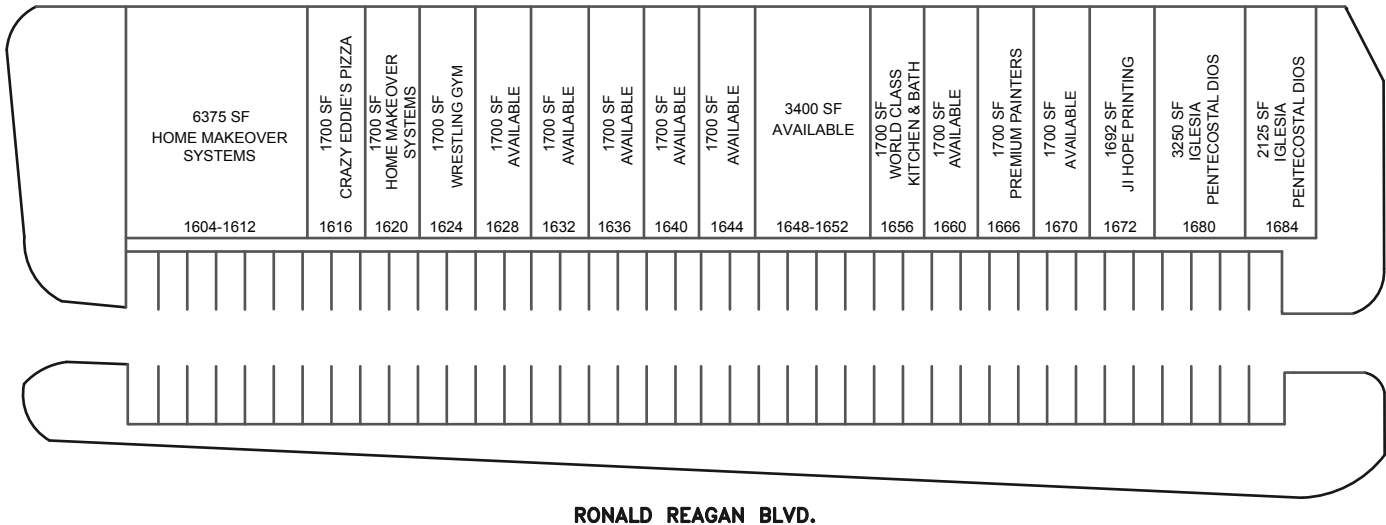 6375 SF
HOME MAKEOVER
SYSTEMS
1604-1612
1700 SF
CRAZY EDDIE'S PIZZA
1616
1700 SF
HOME MAKEOVER
SYSTEMS
1620
1700 SF
WRESTLING GYM
1624
1700 SF
AVAILABLE
1628
1700 SF
AVAILABLE
1632
1700 SF
AVAILABLE
1636
1700 SF
AVAILABLE
1640
1700 SF
AVAILABLE
1644
3400 SF
AVAILABLE
1648-1652
1700 SF
WORLD CLASS
KITCHEN & BATH
1656
1700 SF
AVAILABLE
1660
1700 SF
PREMIUM PAINTERS
1666
1700 SF
AVAILABLE
1670
1692 SF
JI HOPE PRINTING
1672
3250 SF
IGLESIA
PENTECOSTAL DIOS
1680
2125 SF
IGLESIA
PENTECOSTAL DIOS
1684
RONALD REAGAN BLVD.